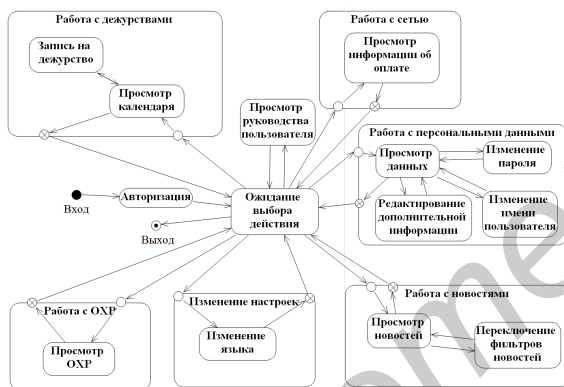 Работа с дежурствами
Запись на
дежурство
Просмотр
календаря
Работа с сетью
Просмотр
информации об
оплате
Просмотр
руководства
пользователя
Работа с персональными данными
Просмотр
данных
Изменение
пароля
Редактирование
дополнительной
информации
Изменение
имени
пользователя
Вход
Авторизация
Ожидание
выбора
действия
Выход
Работа с ОХР
Просмотр
ОХР
Изменение настроек
Изменение
языка
Работа с новостями
Просмотр
новостей
Переключение
фильтров
новостей